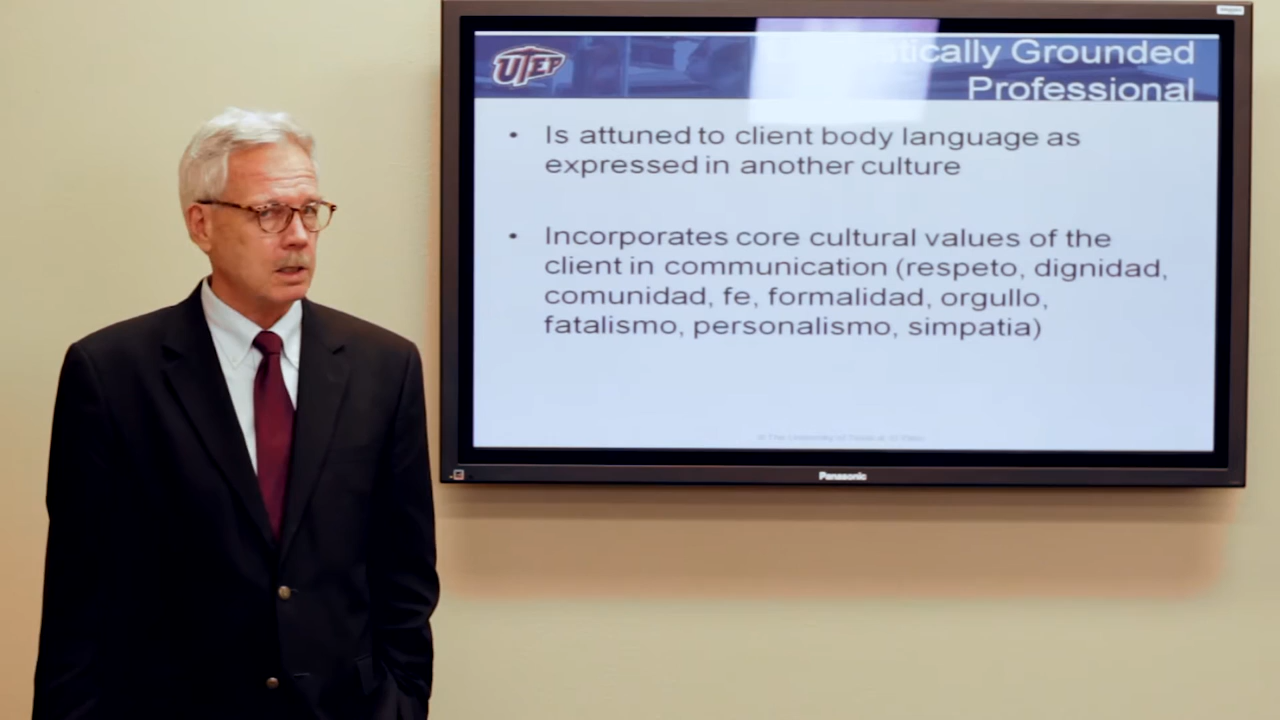 UTEP
Grounded
Professional
• Is attuned to client body language as
expressed in another culture
• Incorporates core cultural values of the
client in communication (respeto, dignidad,
comunidad, fe, formalidad, orgullo,
fatalismo, personalismo, simpatia)
Panasonic